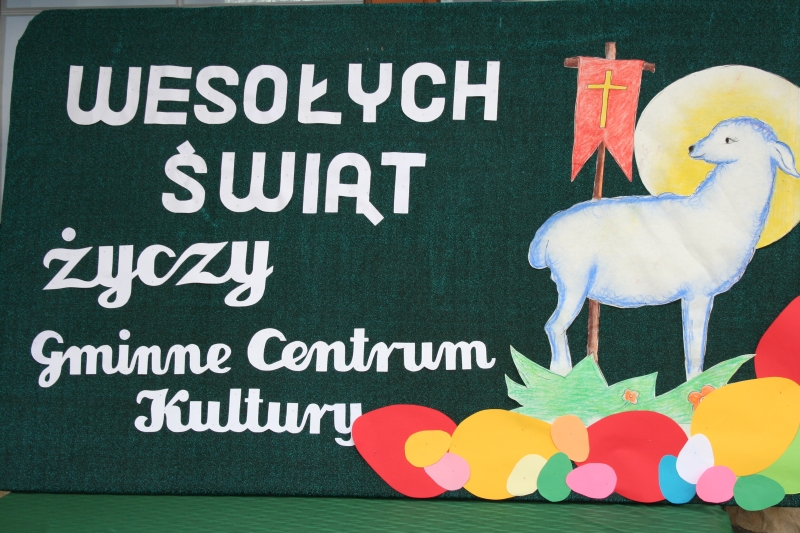 WESOŁYCH
ŚWIĄT
życzy
Gminne Centrum
Kultury